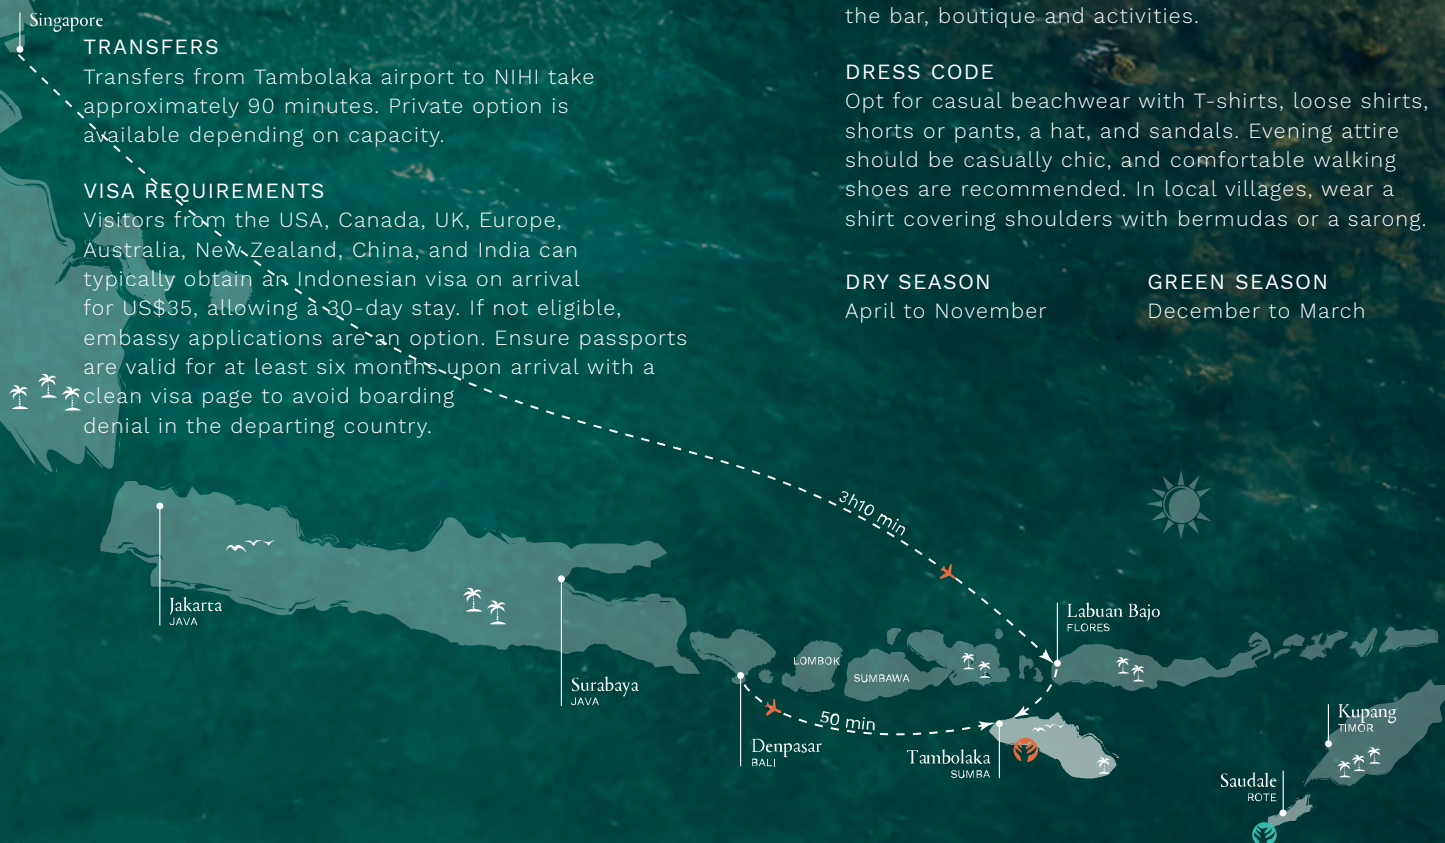 Singapore
TRANSFERS
Transfers from Tambolaka airport to NIHI take
approximately 90 minutes. Private option is
available depending on capacity.
VISA REQUIREMENTS
Visitors from the USA, Canada, UK, Europe,
Australia, New Zealand, China, and India can
typically obtain an Indonesian visa on arrival
for US$35, allowing a 30-day stay. If not eligible,
embassy applications are an option. Ensure passports
are valid for at least six months upon arrival with a
clean visa page to avoid boarding
denial in the departing country.
the bar, boutique and activities.
DRESS CODE
Opt for casual beachwear with T-shirts, loose shirts,
shorts or pants, a hat, and sandals. Evening attire
should be casually chic, and comfortable walking
shoes are recommended. In local villages, wear a
shirt covering shoulders with bermudas or a sarong.
DRY SEASON
April to November
GREEN SEASON
December to March
3h10 min
Jakarta
JAVA
Surabaya
JAVA
LOMBOK
SUMBAWA
Labuan Bajo
FLORES
50 min
Denpasar
BALI
Tambolaka
SUMBA
Kupang
TIMOR
Saudale
ROTE